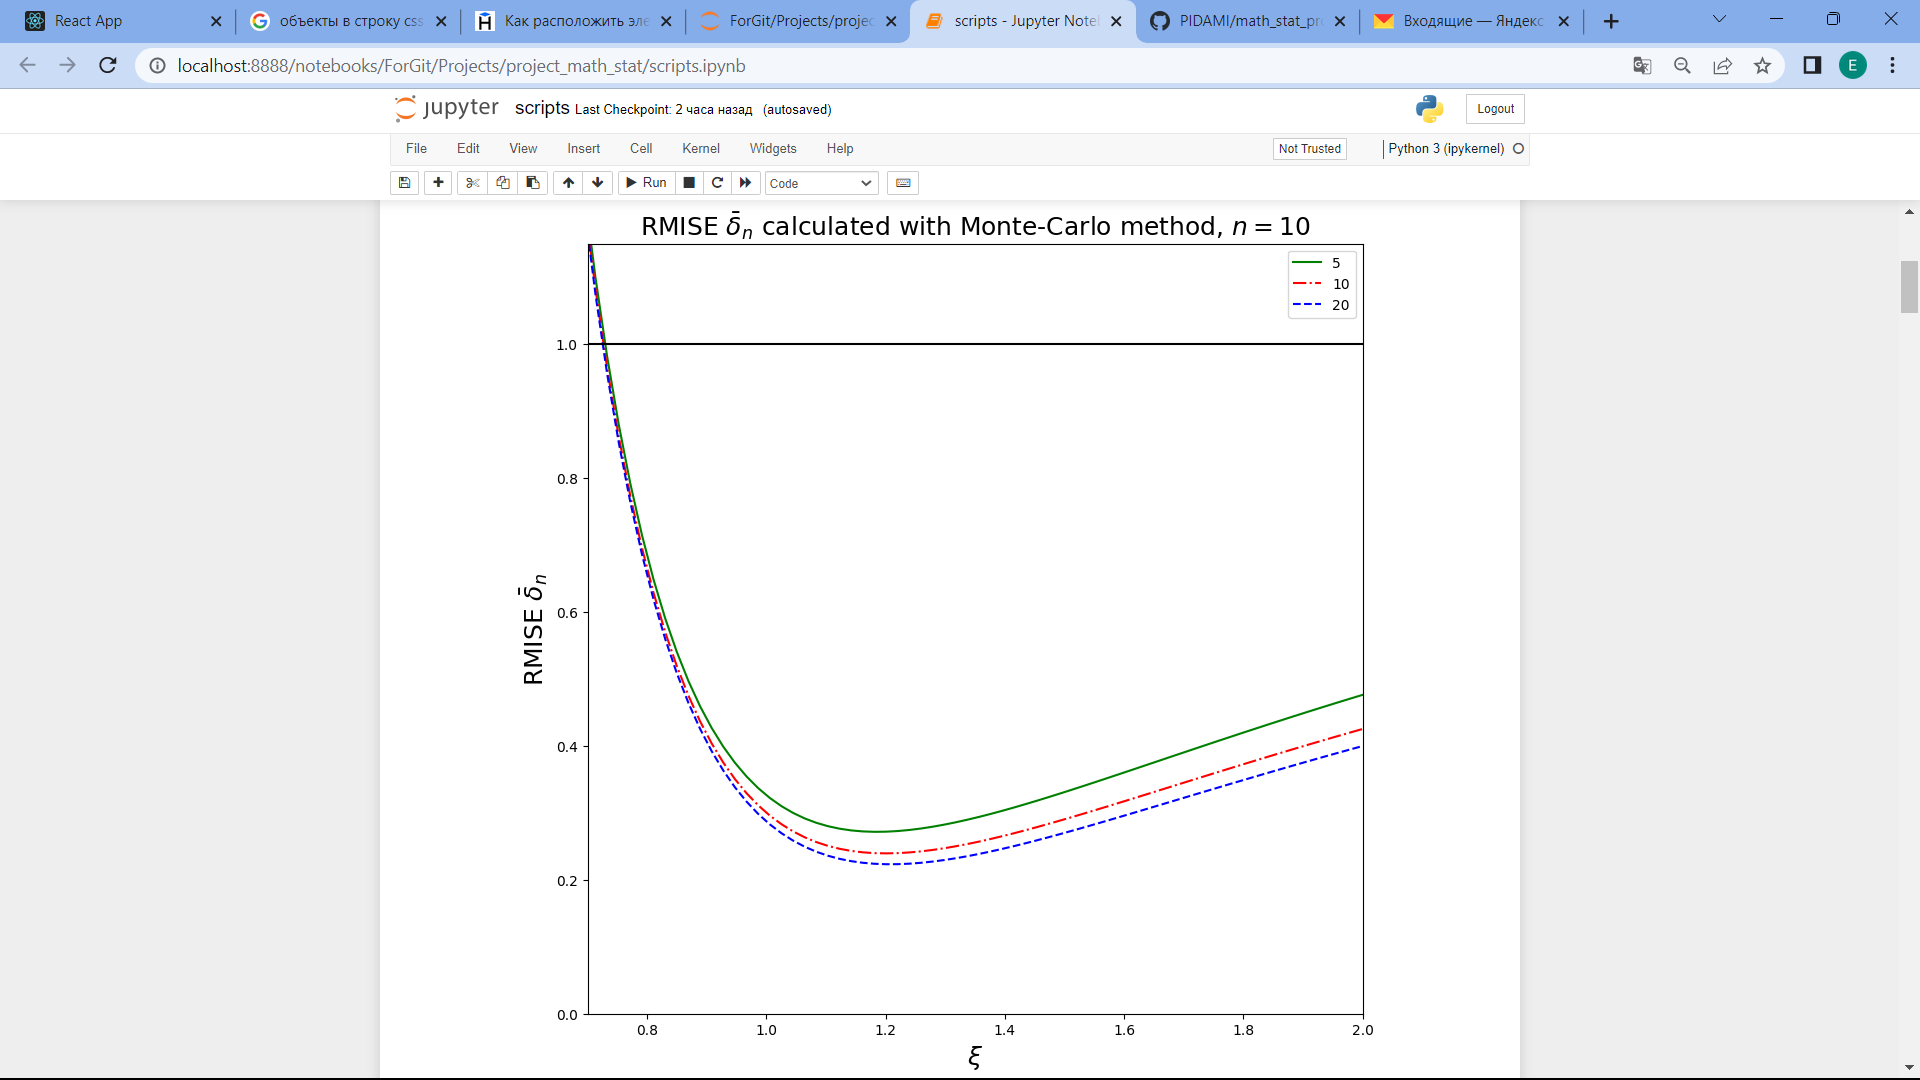 React App
объекты в строку css
Как расположить эле
ForGit/Projects/projec
scripts - Jupyter Note
PIDAMI/math_stat_pr
Входящие — Яндекс
localhost:8888/notebooks/ForGit/Projects/project_math_stat/scripts.ipynb
E
jupyter scripts Last Checkpoint: 2 часа назад (autosaved)
Logout
File Edit View Insert Cell Kernel Widgets Help
Not Trusted
Python 3 (ipykernel)
Run
Code
RMISE δ̄ₙ calculated with Monte-Carlo method, n = 10
5
10
20
1.0
0.8
0.6
0.4
0.2
0.0
RMISE δ̄ₙ
0.8 1.0 1.2 1.4 1.6 1.8 2.0
ξ